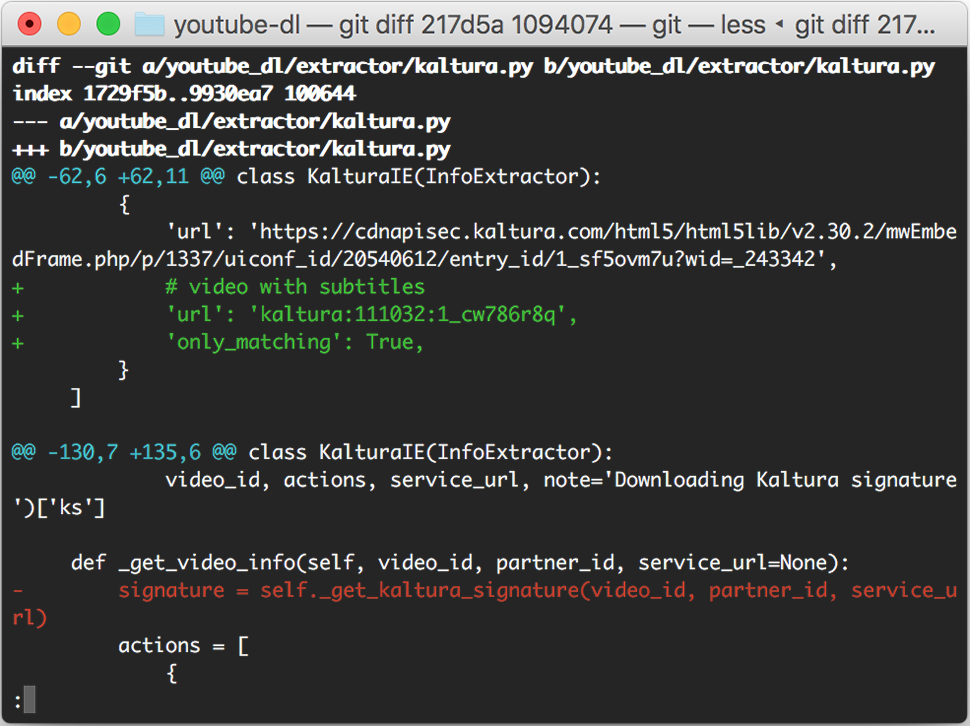 youtube-dl — git diff 217d5a 1094074 — git — less ◂ git diff 217...
diff --git a/youtube_dl/extractor/kaltura.py b/youtube_dl/extractor/kaltura.py
index 1729f5b..9930ea7 100644
--- a/youtube_dl/extractor/kaltura.py
+++ b/youtube_dl/extractor/kaltura.py
@@ -62,6 +62,11 @@ class KalturaIE(InfoExtractor):
         {
             'url': 'https://cdnapisec.kaltura.com/html5/html5lib/v2.30.2/mwEmbe
dFrame.php/p/1337/uiconf_id/20540612/entry_id/1_sf5ovm7u?wid=_243342',
+            # video with subtitles
+            'url': 'kaltura:111032:1_cw786r8q',
+            'only_matching': True,
         }
     ]
@@ -130,7 +135,6 @@ class KalturaIE(InfoExtractor):
             video_id, actions, service_url, note='Downloading Kaltura signature
')['ks']
     def _get_video_info(self, video_id, partner_id, service_url=None):
-        signature = self._get_kaltura_signature(video_id, partner_id, service_u
rl)
         actions = [
             {
: